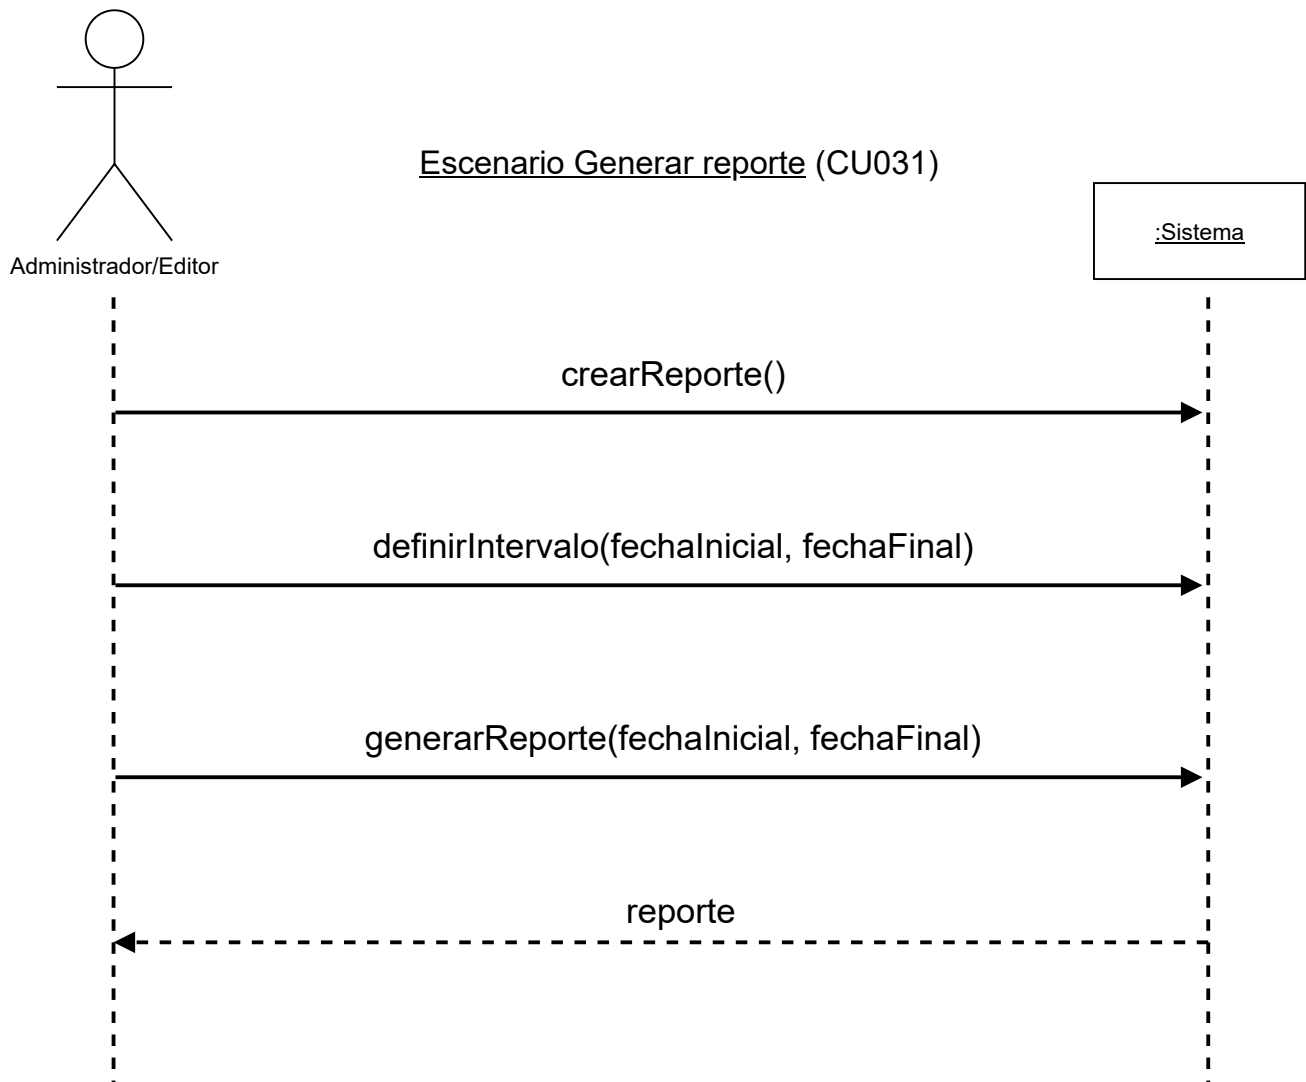 Escenario Generar reporte (CU031)
:Sistema
Administrador/Editor
crearReporte()
definirIntervalo(fechaInicial, fechaFinal)
generarReporte(fechaInicial, fechaFinal)
reporte